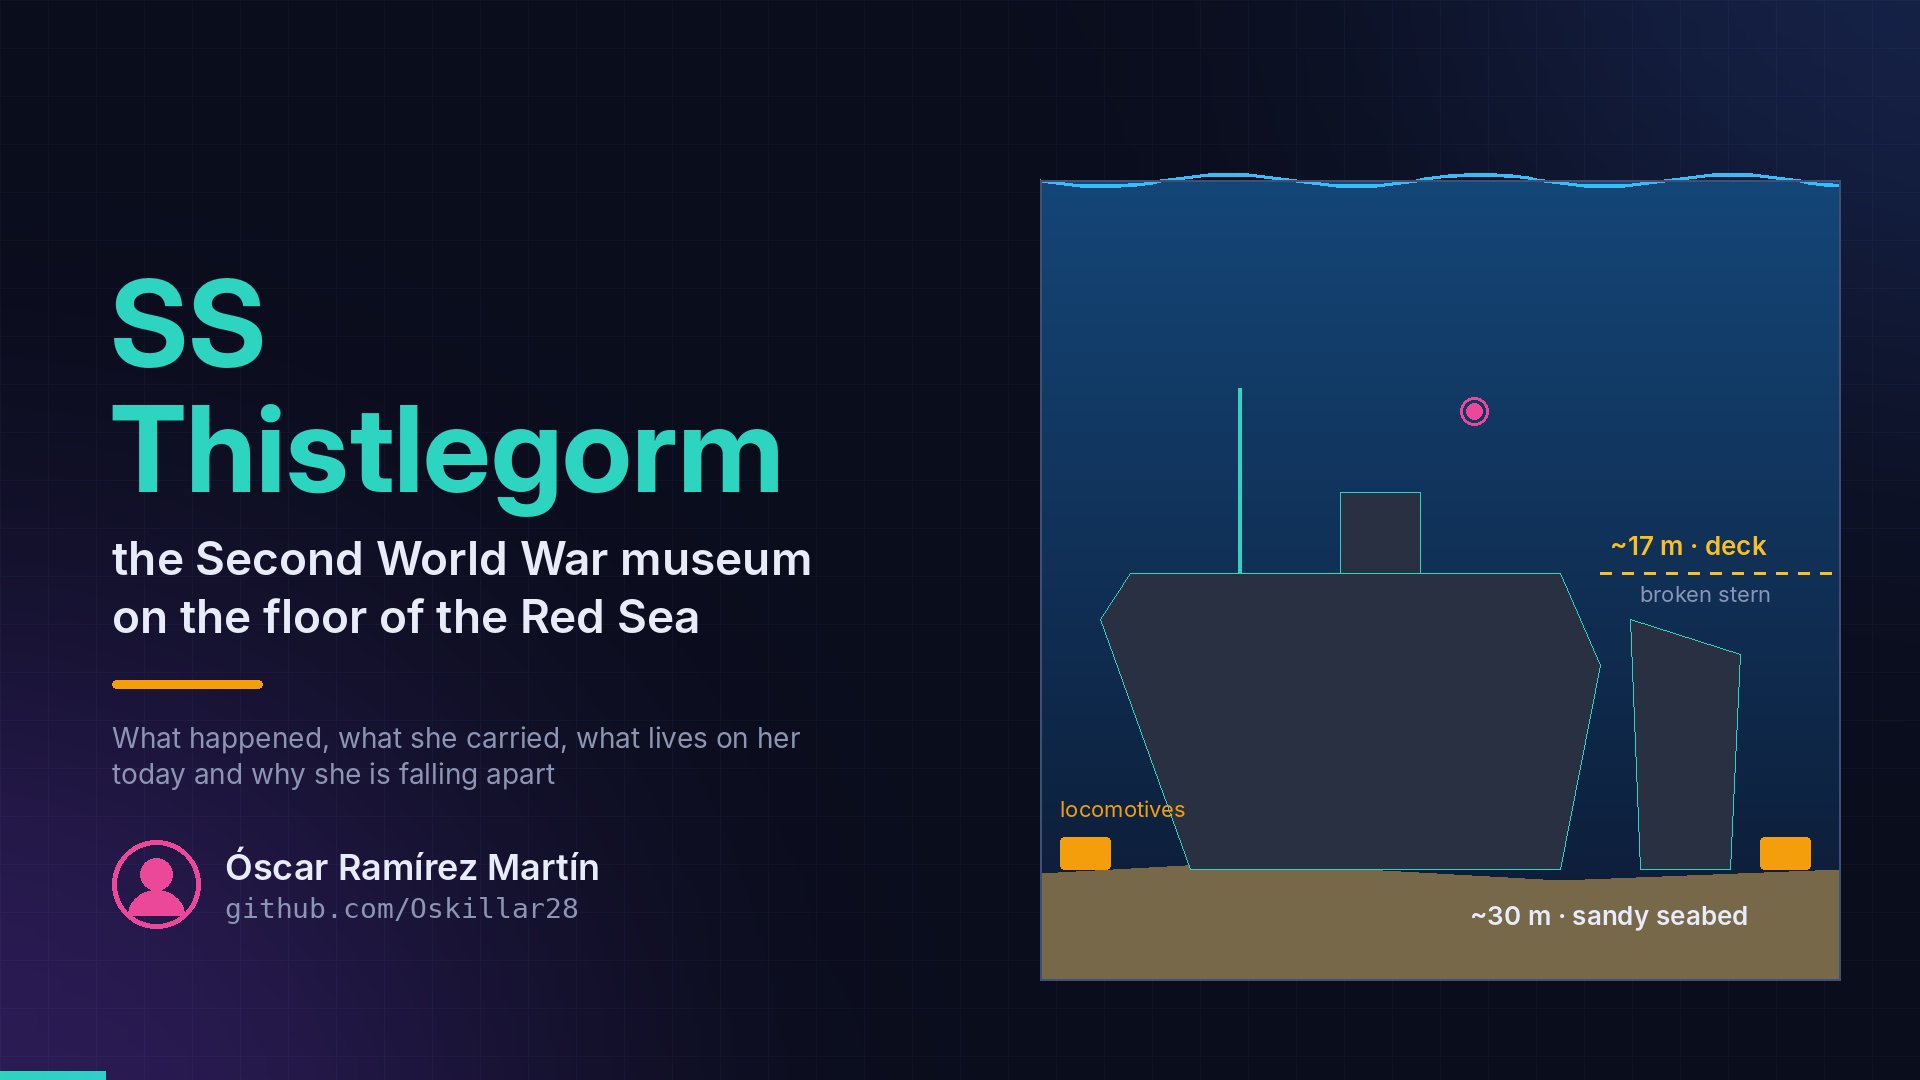 SS
Thistlegorm
the Second World War museum
on the floor of the Red Sea
What happened, what she carried, what lives on her
today and why she is falling apart
Óscar Ramírez Martín
github.com/Oskillar28
~17 m · deck
broken stern
locomotives
~30 m · sandy seabed